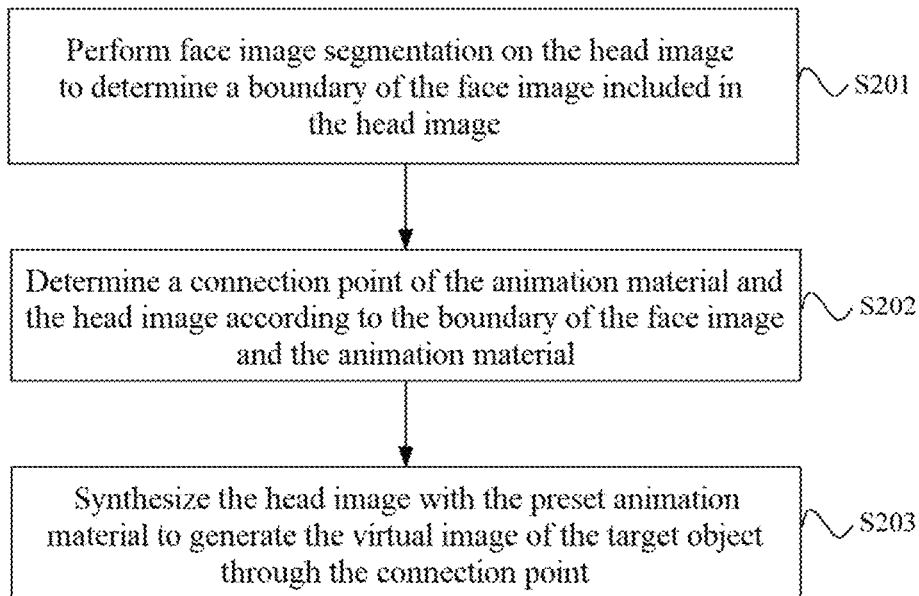 Perform face image segmentation on the head image
to determine a boundary of the face image included in
the head image
S201
Determine a connection point of the animation material and
the head image according to the boundary of the face image
and the animation material
S202
Synthesize the head image with the preset animation
material to generate the virtual image of the target object
through the connection point
S203